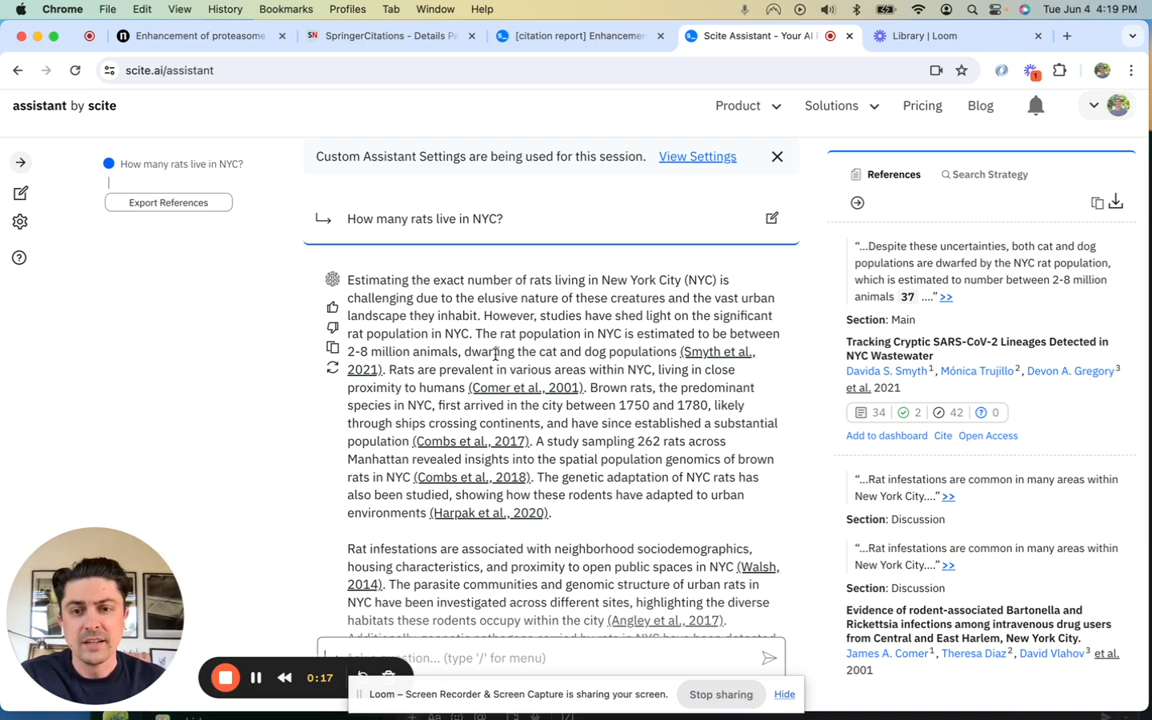 Chrome File Edit View History Bookmarks Profiles Tab Window Help Tue Jun 4 4:19 PM
Enhancement of proteasome SpringerCitations - Details Pa [citation report] Enhancemen Scite Assistant - Your AI Library | Loom
scite.ai/assistant
assistant by scite
Product Solutions Pricing Blog
How many rats live in NYC?
Export References
Custom Assistant Settings are being used for this session. View Settings
How many rats live in NYC?
Estimating the exact number of rats living in New York City (NYC) is
challenging due to the elusive nature of these creatures and the vast urban
landscape they inhabit. However, studies have shed light on the significant
rat population in NYC. The rat population in NYC is estimated to be between
2-8 million animals, dwarfing the cat and dog populations (Smyth et al.,
2021). Rats are prevalent in various areas within NYC, living in close
proximity to humans (Comer et al., 2001). Brown rats, the predominant
species in NYC, first arrived in the city between 1750 and 1780, likely
through ships crossing continents, and have since established a substantial
population (Combs et al., 2017). A study sampling 262 rats across
Manhattan revealed insights into the spatial population genomics of brown
rats in NYC (Combs et al., 2018). The genetic adaptation of NYC rats has
also been studied, showing how these rodents have adapted to urban
environments (Harpak et al., 2020).
Rat infestations are associated with neighborhood sociodemographics,
housing characteristics, and proximity to open public spaces in NYC (Walsh,
2014). The parasite communities and genomic structure of urban rats in
NYC have been investigated across different sites, highlighting the diverse
habitats these rodents occupy within the city (Angley et al., 2017).
Ask a question... (type '/' for menu)
References Search Strategy
"...Despite these uncertainties, both cat and dog
populations are dwarfed by the NYC rat population,
which is estimated to number between 2-8 million
animals 37 ...." >>
Section: Main
Tracking Cryptic SARS-CoV-2 Lineages Detected in
NYC Wastewater
Davida S. Smyth 1, Mónica Trujillo 2, Devon A. Gregory 3
et al. 2021
34 2 42 0
Add to dashboard Cite Open Access
"...Rat infestations are common in many areas within
New York City...." >>
Section: Discussion
"...Rat infestations are common in many areas within
New York City...." >>
Section: Discussion
Evidence of rodent-associated Bartonella and
Rickettsia infections among intravenous drug users
from Central and East Harlem, New York City.
James A. Comer 1, Theresa Diaz 2, David Vlahov 3 et al.
2001
0:17
Loom – Screen Recorder & Screen Capture is sharing your screen. Stop sharing Hide